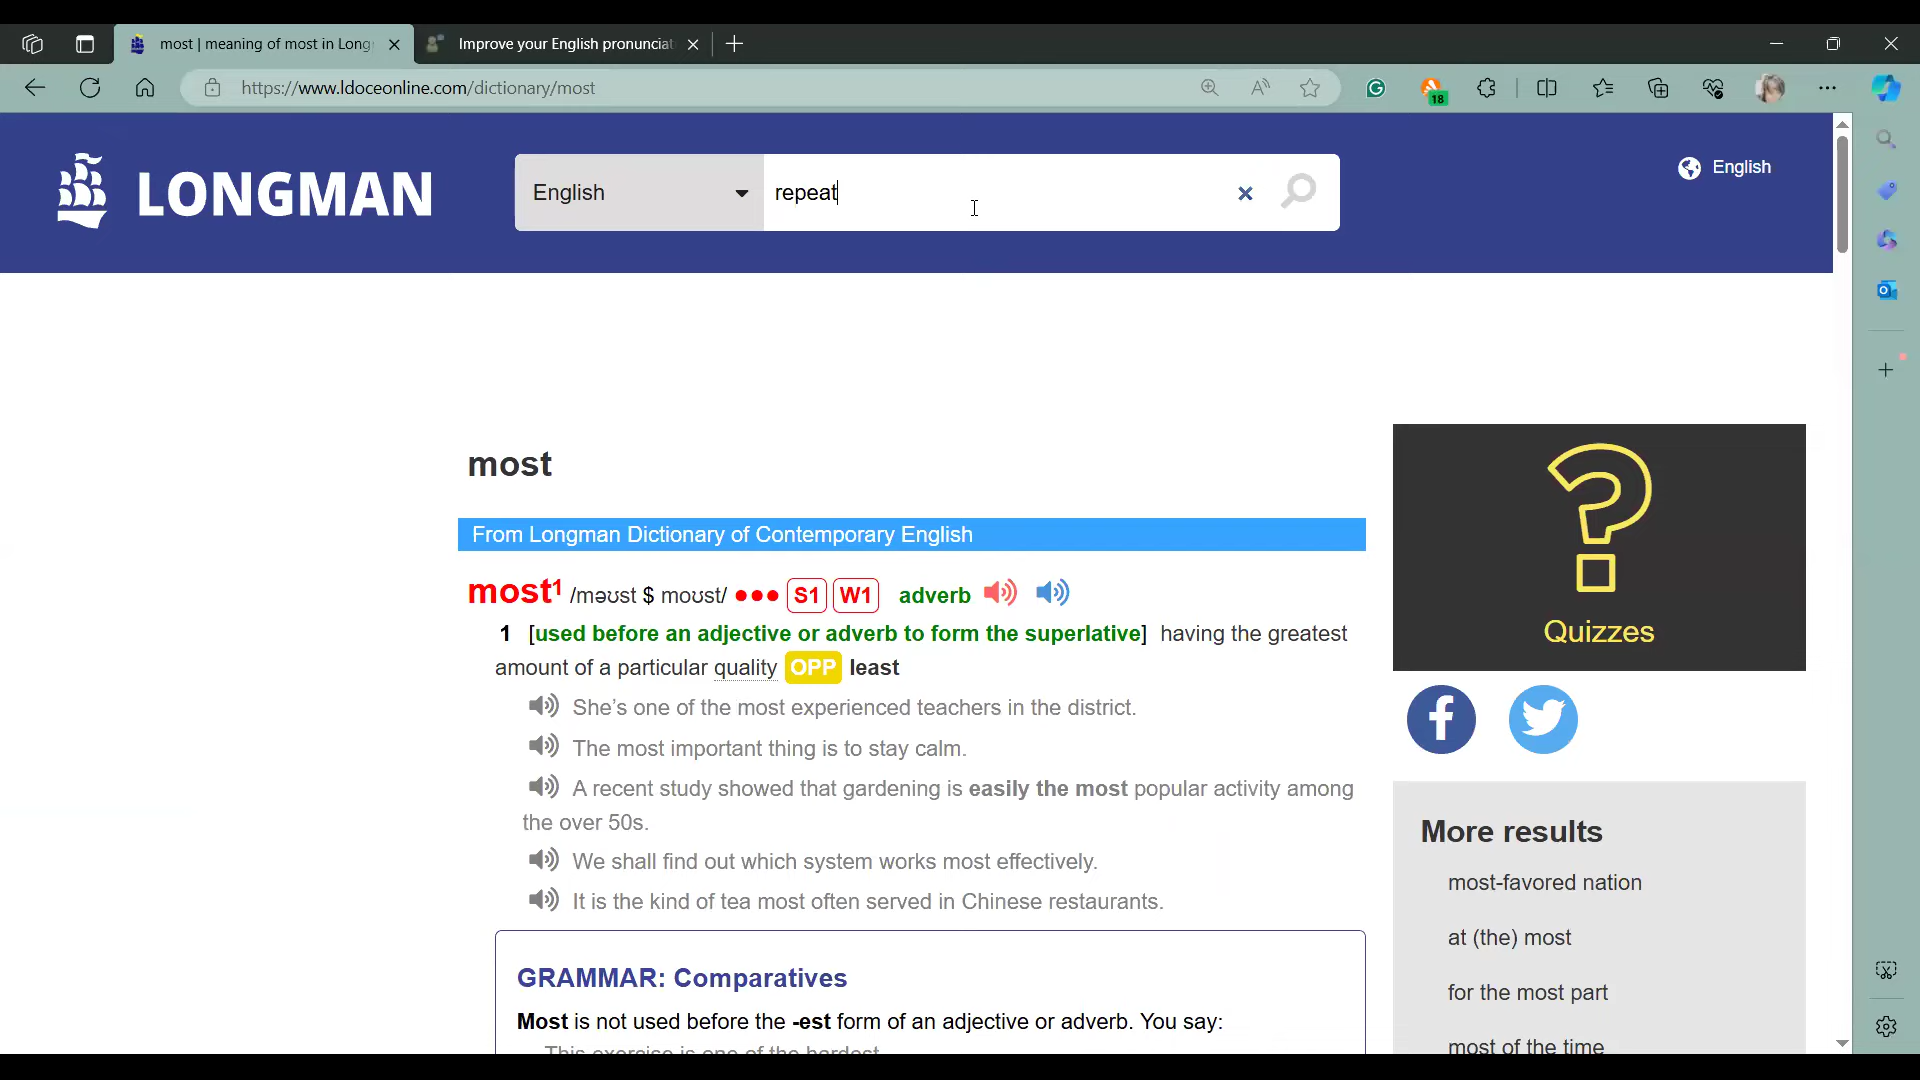 most | meaning of most in Long
Improve your English pronunciat
https://www.ldoceonline.com/dictionary/most
18
LONGMAN
English
repeat
English
most
From Longman Dictionary of Contemporary English
most1 /məʊst $ moʊst/ ●●● S1 W1 adverb
1 [used before an adjective or adverb to form the superlative] having the greatest
amount of a particular quality OPP least
She’s one of the most experienced teachers in the district.
The most important thing is to stay calm.
A recent study showed that gardening is easily the most popular activity among
the over 50s.
We shall find out which system works most effectively.
It is the kind of tea most often served in Chinese restaurants.
GRAMMAR: Comparatives
Most is not used before the -est form of an adjective or adverb. You say:
This exercise is one of the hardest
?
Quizzes
More results
most-favored nation
at (the) most
for the most part
most of the time